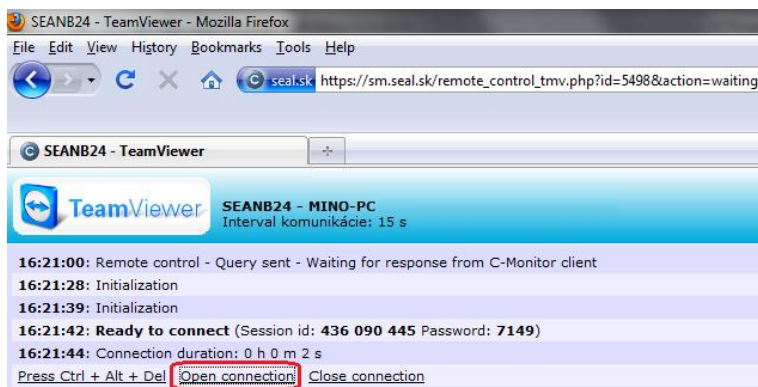 SEANB24 - TeamViewer - Mozilla Firefox
File Edit View History Bookmarks Tools Help
seal.sk https://sm.seal.sk/remote_control_tmv.php?id=5498&action=waiting
SEANB24 - TeamViewer
TeamViewer
SEANB24 - MINO-PC
Interval komunikácie: 15 s
16:21:00: Remote control - Query sent - Waiting for response from C-Monitor client
16:21:28: Initialization
16:21:39: Initialization
16:21:42: Ready to connect (Session id: 436 090 445 Password: 7149)
16:21:44: Connection duration: 0 h 0 m 2 s
Press Ctrl + Alt + Del Open connection Close connection